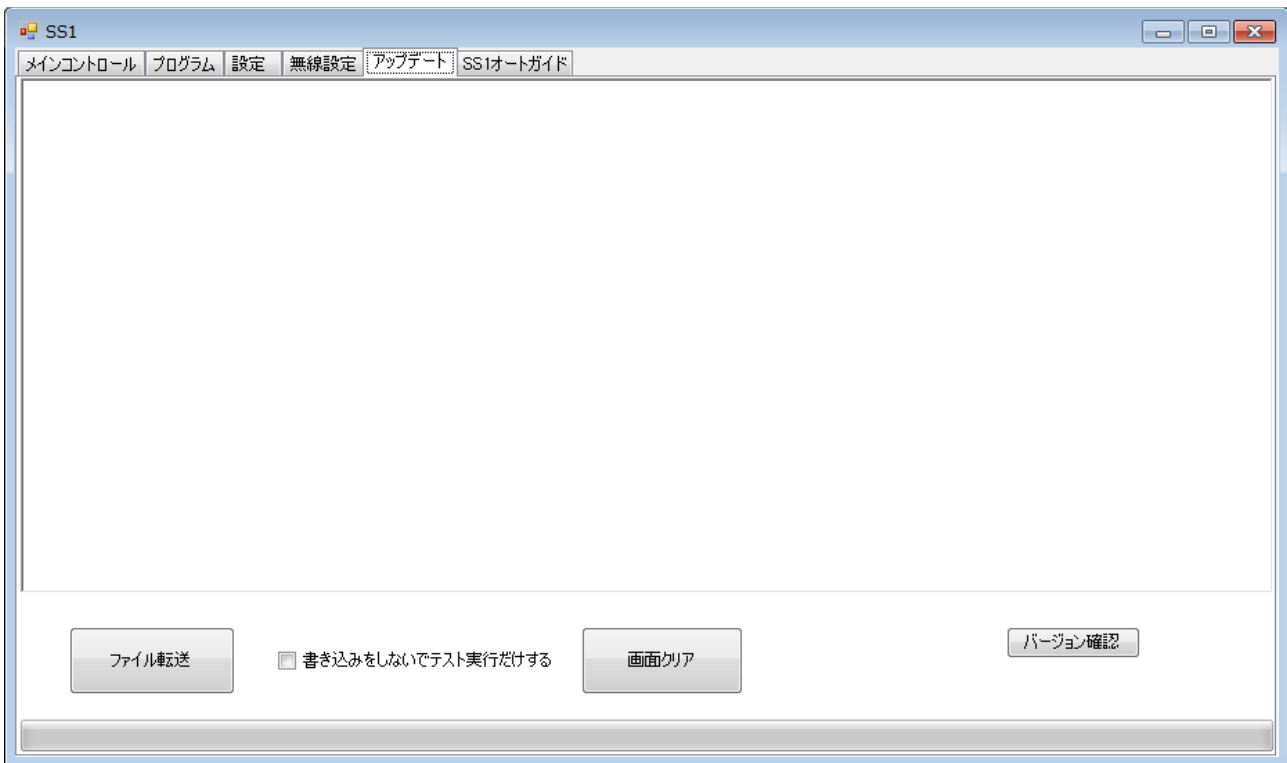 SS1
メインコントロール プログラム 設定 無線設定 アップデート SS1オートガイド
ファイル転送 書き込みをしないでテスト実行だけする 画面クリア バージョン確認